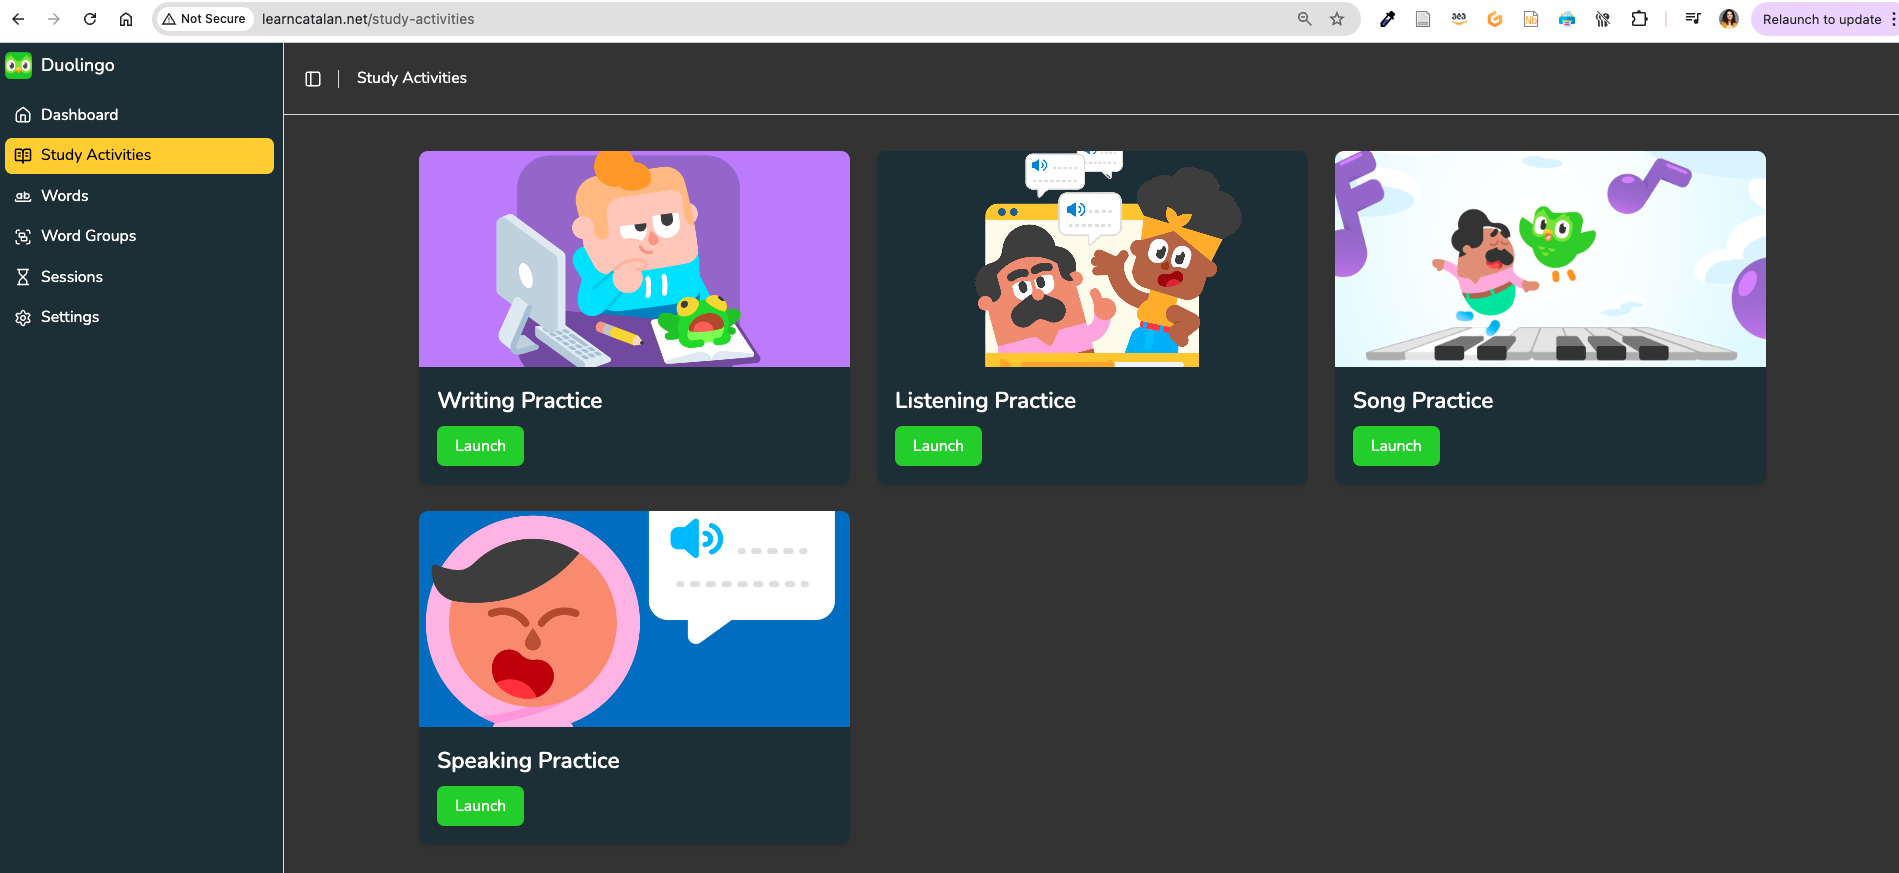 Not Secure learncatalan.net/study-activities Relaunch to update
Duolingo
Dashboard
Study Activities
Words
Word Groups
Sessions
Settings
Study Activities
Writing Practice
Launch
Listening Practice
Launch
Song Practice
Launch
Speaking Practice
Launch